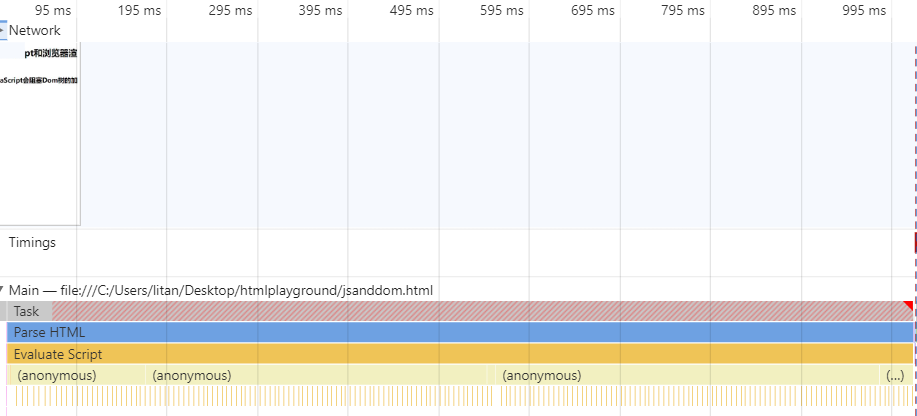 95 ms 195 ms 295 ms 395 ms 495 ms 595 ms 695 ms 795 ms 895 ms 995 ms
Network
pt和浏览器渲
aScript会阻塞Dom树的加
Timings
Main — file:///C:/Users/litan/Desktop/htmlplayground/jsanddom.html
Task
Parse HTML
Evaluate Script
(anonymous) (anonymous) (anonymous) (...)